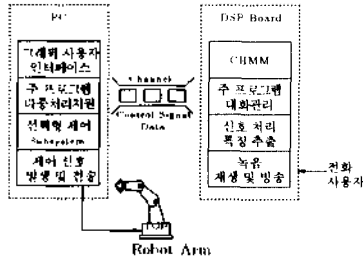 PC
그래픽 사용자
인터페이스
주 프로그램
다중처리지원
선택형 제어
Subsystem
제어 신호
발생 및 전송
Channel
Control Signal
Data
Robot Arm
DSP Board
CHMM
주 프로그램
대화관리
신호 처리
특징 추출
녹음
재생 및 방송
전화
사용자